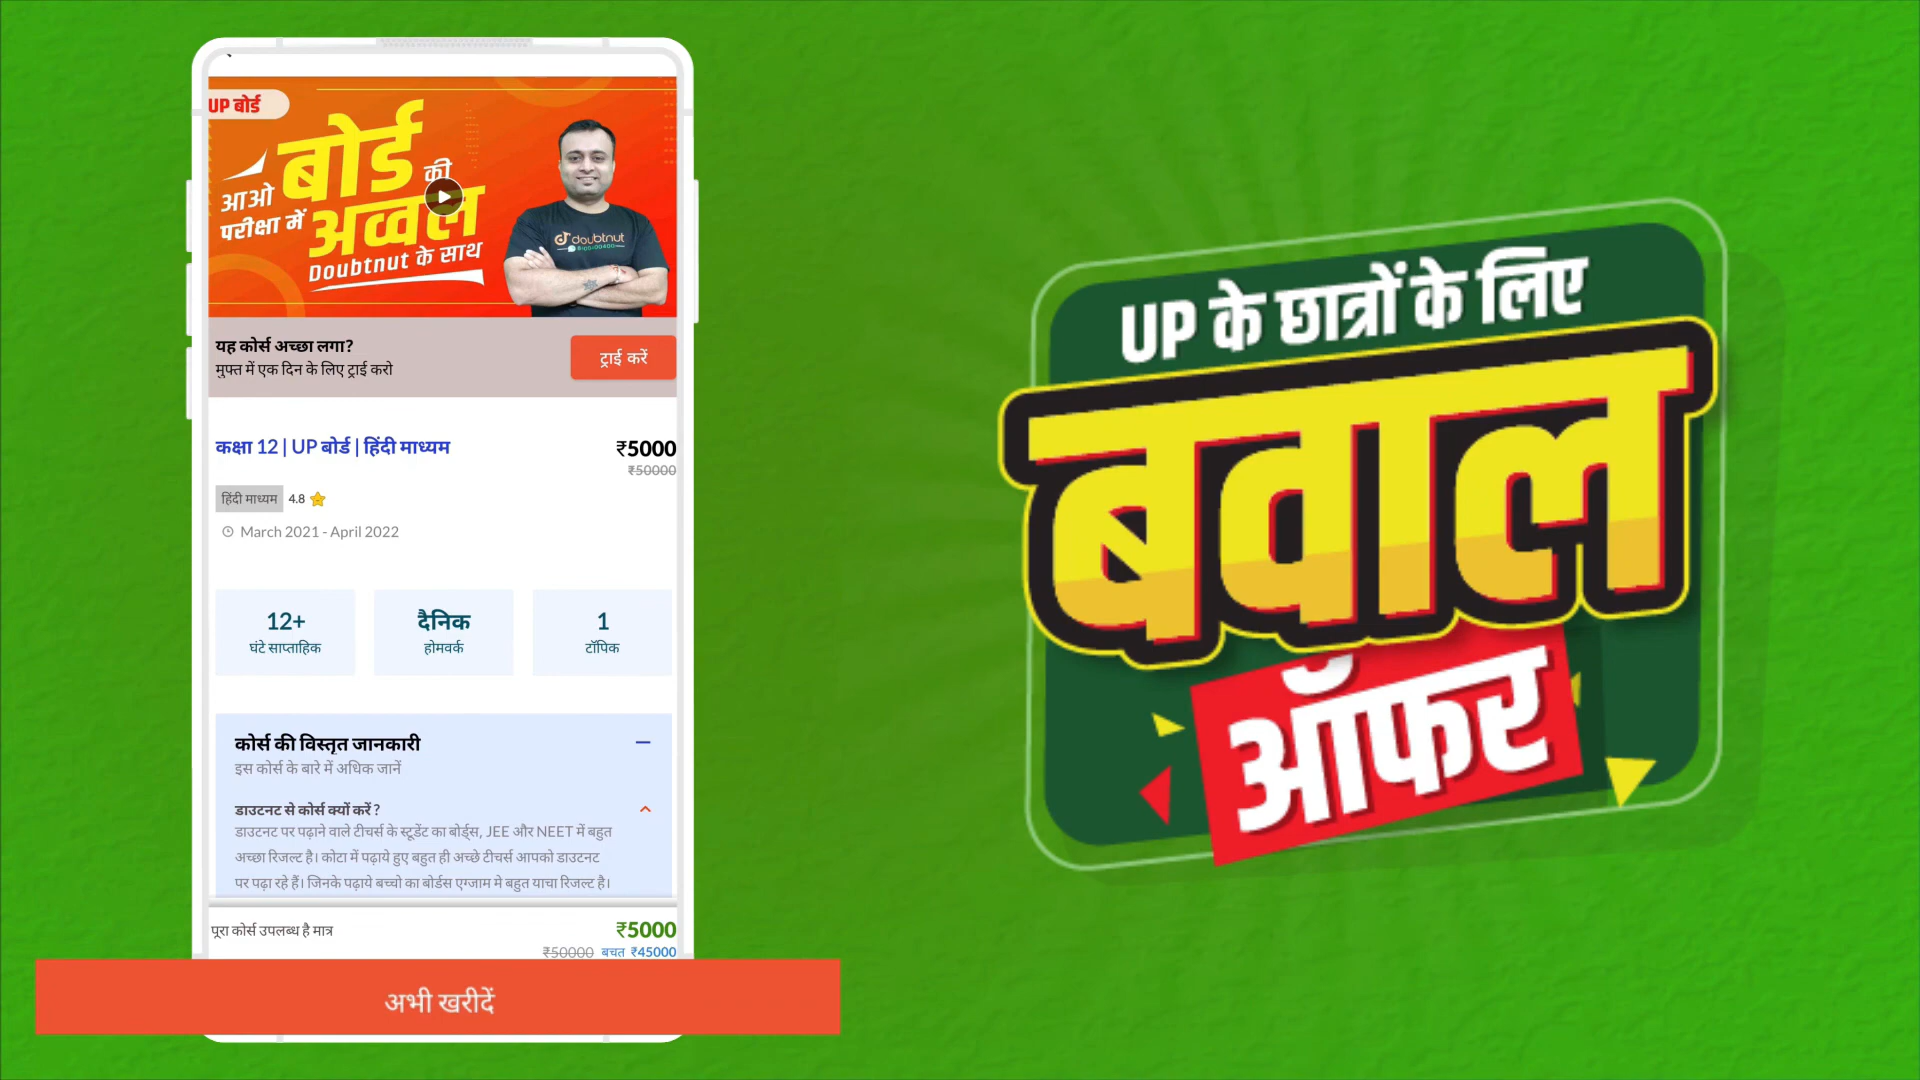 UP बोर्ड
आओ बोर्ड की
परीक्षा में अव्वल
Doubtnut के साथ
doubtnut
यह कोर्स अच्छा लगा?
मुफ्त में एक दिन के लिए ट्राई करो
ट्राई करें
कक्षा 12 | UP बोर्ड | हिंदी माध्यम
₹5000
₹50000
हिंदी माध्यम 4.8
March 2021 - April 2022
12+
घंटे साप्ताहिक
दैनिक
होमवर्क
1
टॉपिक
कोर्स की विस्तृत जानकारी
इस कोर्स के बारे में अधिक जानें
डाउटनट से कोर्स क्यों करें ?
डाउटनट पर पढ़ाने वाले टीचर्स के स्टूडेंट का बोर्ड्स, JEE और NEET में बहुत
अच्छा रिजल्ट है। कोटा में पढ़ाये हुए बहुत ही अच्छे टीचर्स आपको डाउटनट
पर पढ़ा रहे हैं। जिनके पढ़ाये बच्चो का बोर्डस एग्जाम मे बहुत याचा रिजल्ट है।
पूरा कोर्स उपलब्ध है मात्र
₹5000
₹50000 बचत ₹45000
अभी खरीदें
UP के छात्रों के लिए
बवाल
ऑफर